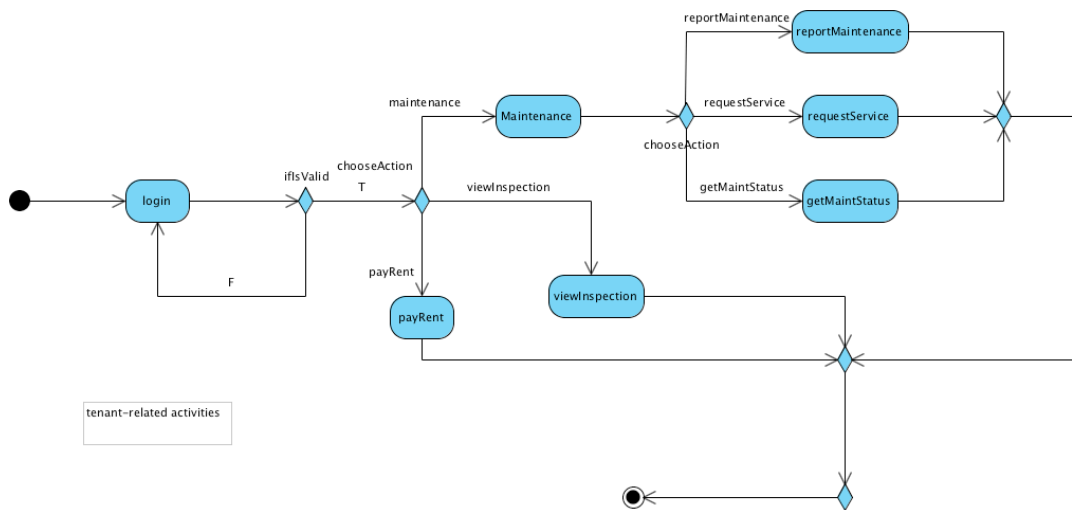 reportMaintenance
reportMaintenance
maintenance
Maintenance
requestService
requestService
chooseAction
chooseAction
ifIsValid
T
viewInspection
getMaintStatus
getMaintStatus
login
F
payRent
payRent
viewInspection
tenant-related activities